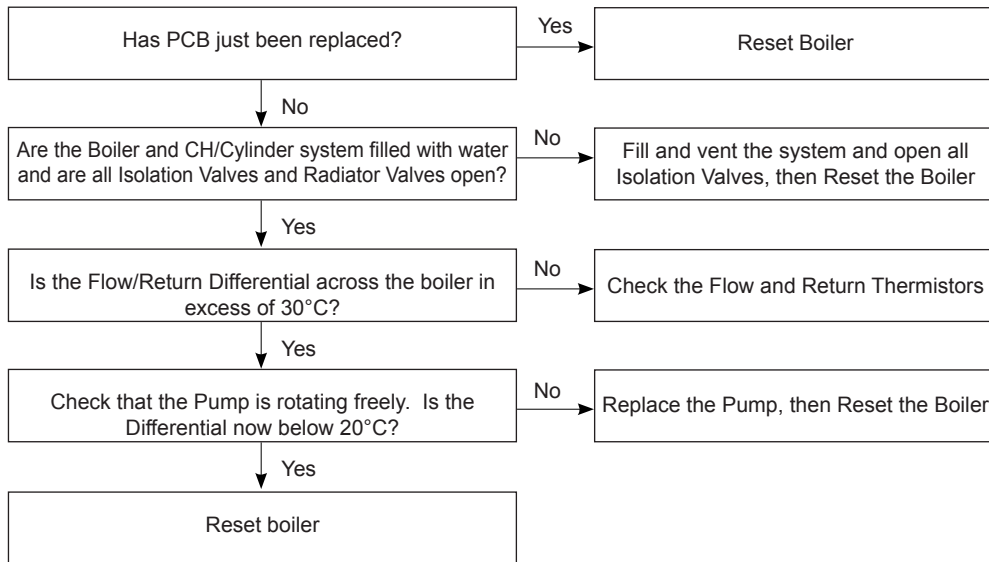 Has PCB just been replaced?
Yes
Reset Boiler
No
Are the Boiler and CH/Cylinder system filled with water
and are all Isolation Valves and Radiator Valves open?
No
Fill and vent the system and open all
Isolation Valves, then Reset the Boiler
Yes
Is the Flow/Return Differential across the boiler in
excess of 30°C?
No
Check the Flow and Return Thermistors
Yes
Check that the Pump is rotating freely.  Is the
Differential now below 20°C?
No
Replace the Pump, then Reset the Boiler
Yes
Reset boiler